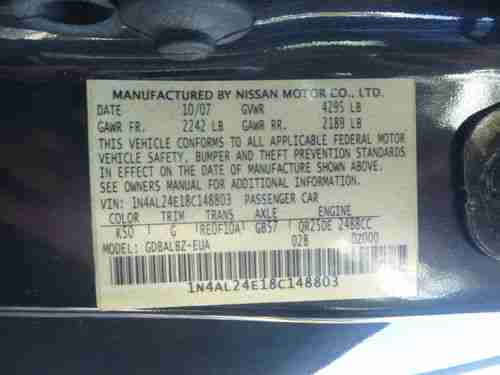 MANUFACTURED BY NISSAN MOTOR CO., LTD.
DATE 10/07 GVWR 4295 LB
GAWR FR. 2242 LB GAWR RR. 2189 LB
THIS VEHICLE CONFORMS TO ALL APPLICABLE FEDERAL MOTOR
VEHICLE SAFETY, BUMPER AND THEFT PREVENTION STANDARDS
IN EFFECT ON THE DATE OF MANUFACTURE SHOWN ABOVE.
SEE OWNERS MANUAL FOR ADDITIONAL INFORMATION.
VIN: 1N4AL24E18C148803 PASSENGER CAR
COLOR TRIM TRANS AXLE ENGINE
K50 G RE0F10A GB57 QR25DE 2488CC
MODEL: GDBALBZ-EUA 028 D2000
1N4AL24E18C148803